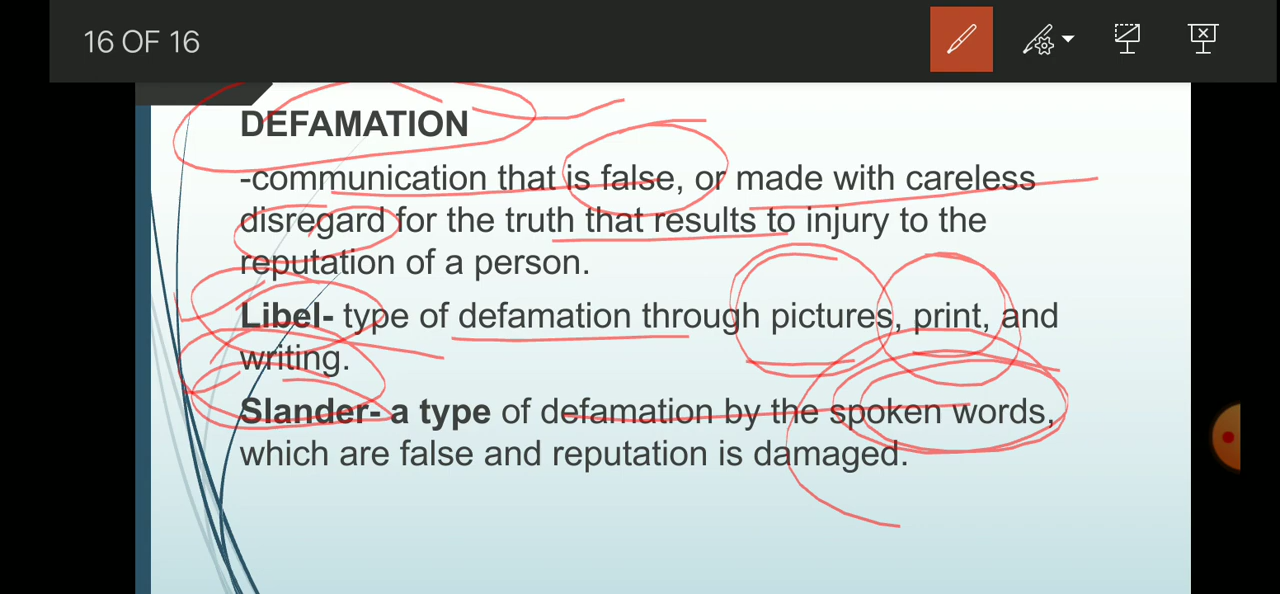 16 OF 16
DEFAMATION
-communication that is false, or made with careless
disregard for the truth that results to injury to the
reputation of a person.
Libel- type of defamation through pictures, print, and
writing.
Slander- a type of defamation by the spoken words,
which are false and reputation is damaged.